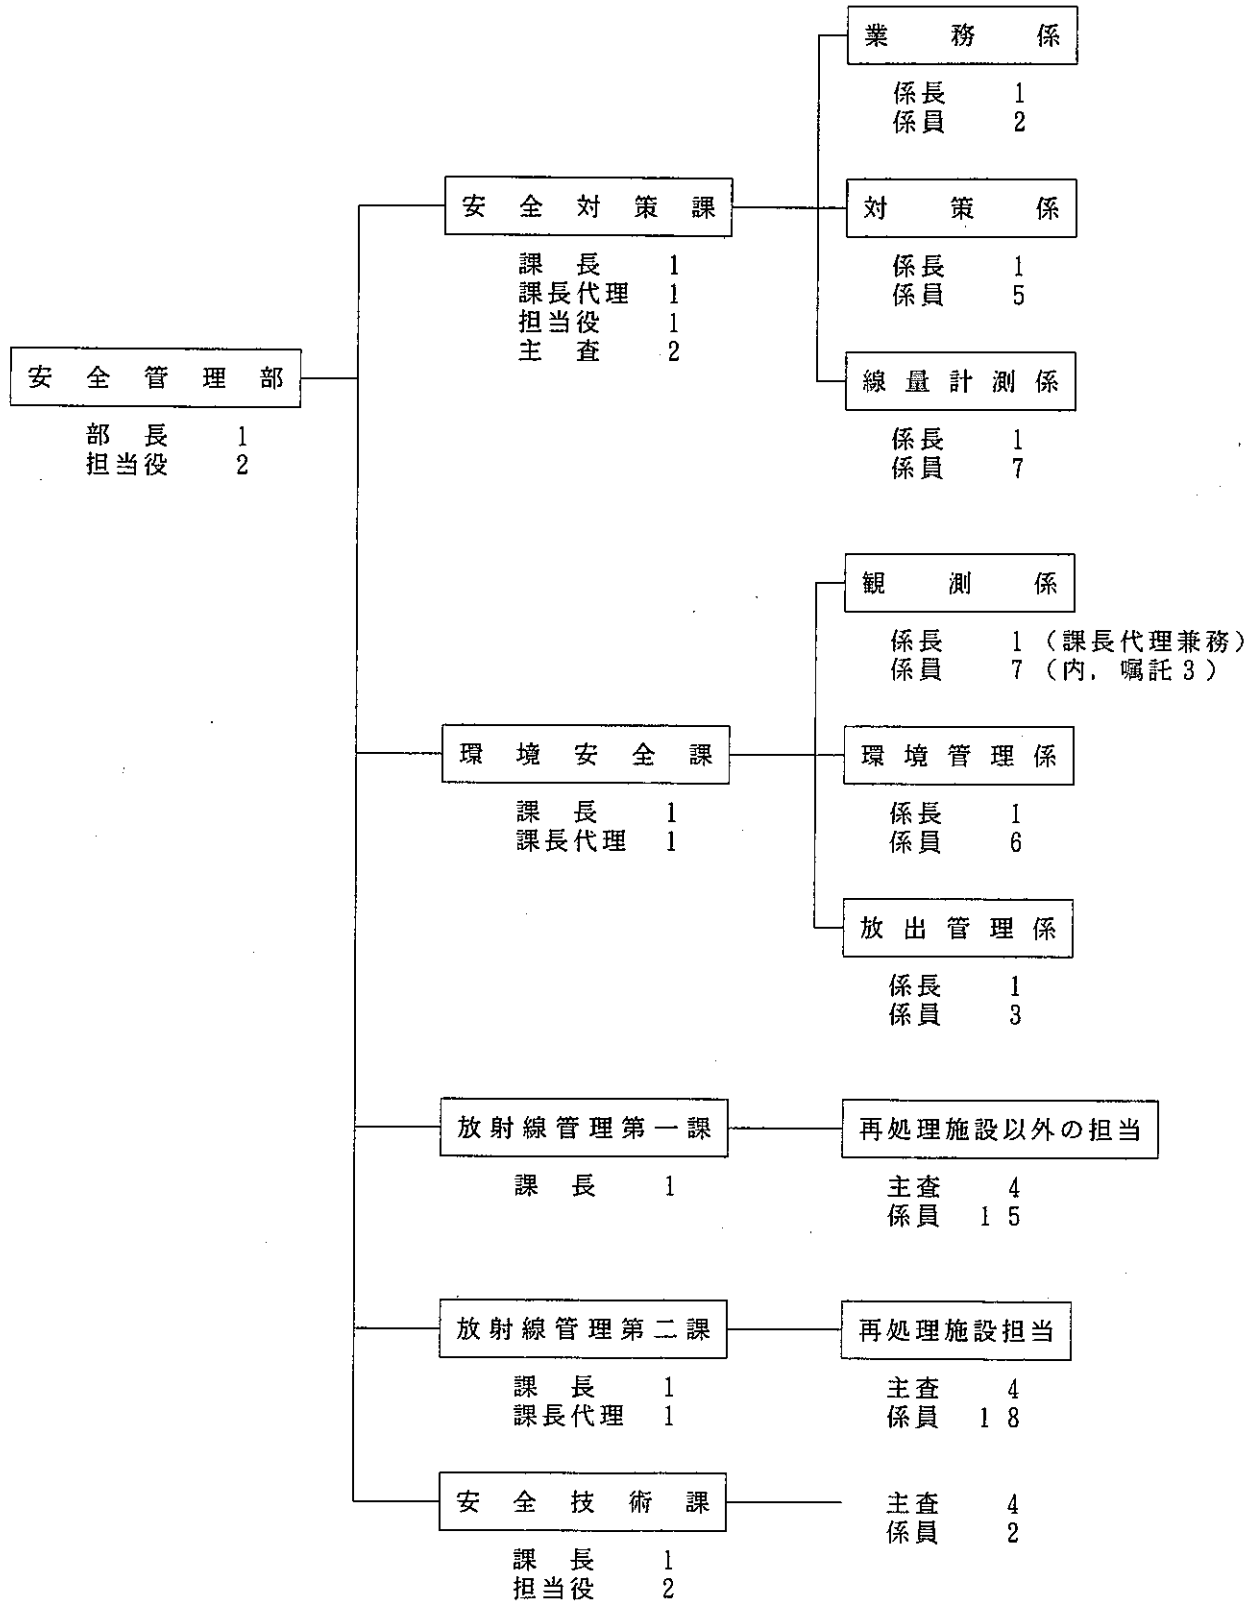 安全管理部
部長 1
担当役 2
安全対策課
課長 1
課長代理 1
担当役 1
主査 2
業務係
係長 1
係員 2
対策係
係長 1
係員 5
線量計測係
係長 1
係員 7
環境安全課
課長 1
課長代理 1
観測係
係長 1 (課長代理兼務)
係員 7 (内, 嘱託3)
環境管理係
係長 1
係員 6
放出管理係
係長 1
係員 3
放射線管理第一課
課長 1
再処理施設以外の担当
主査 4
係員 15
放射線管理第二課
課長 1
課長代理 1
再処理施設担当
主査 4
係員 18
安全技術課
課長 1
担当役 2
主査 4
係員 2